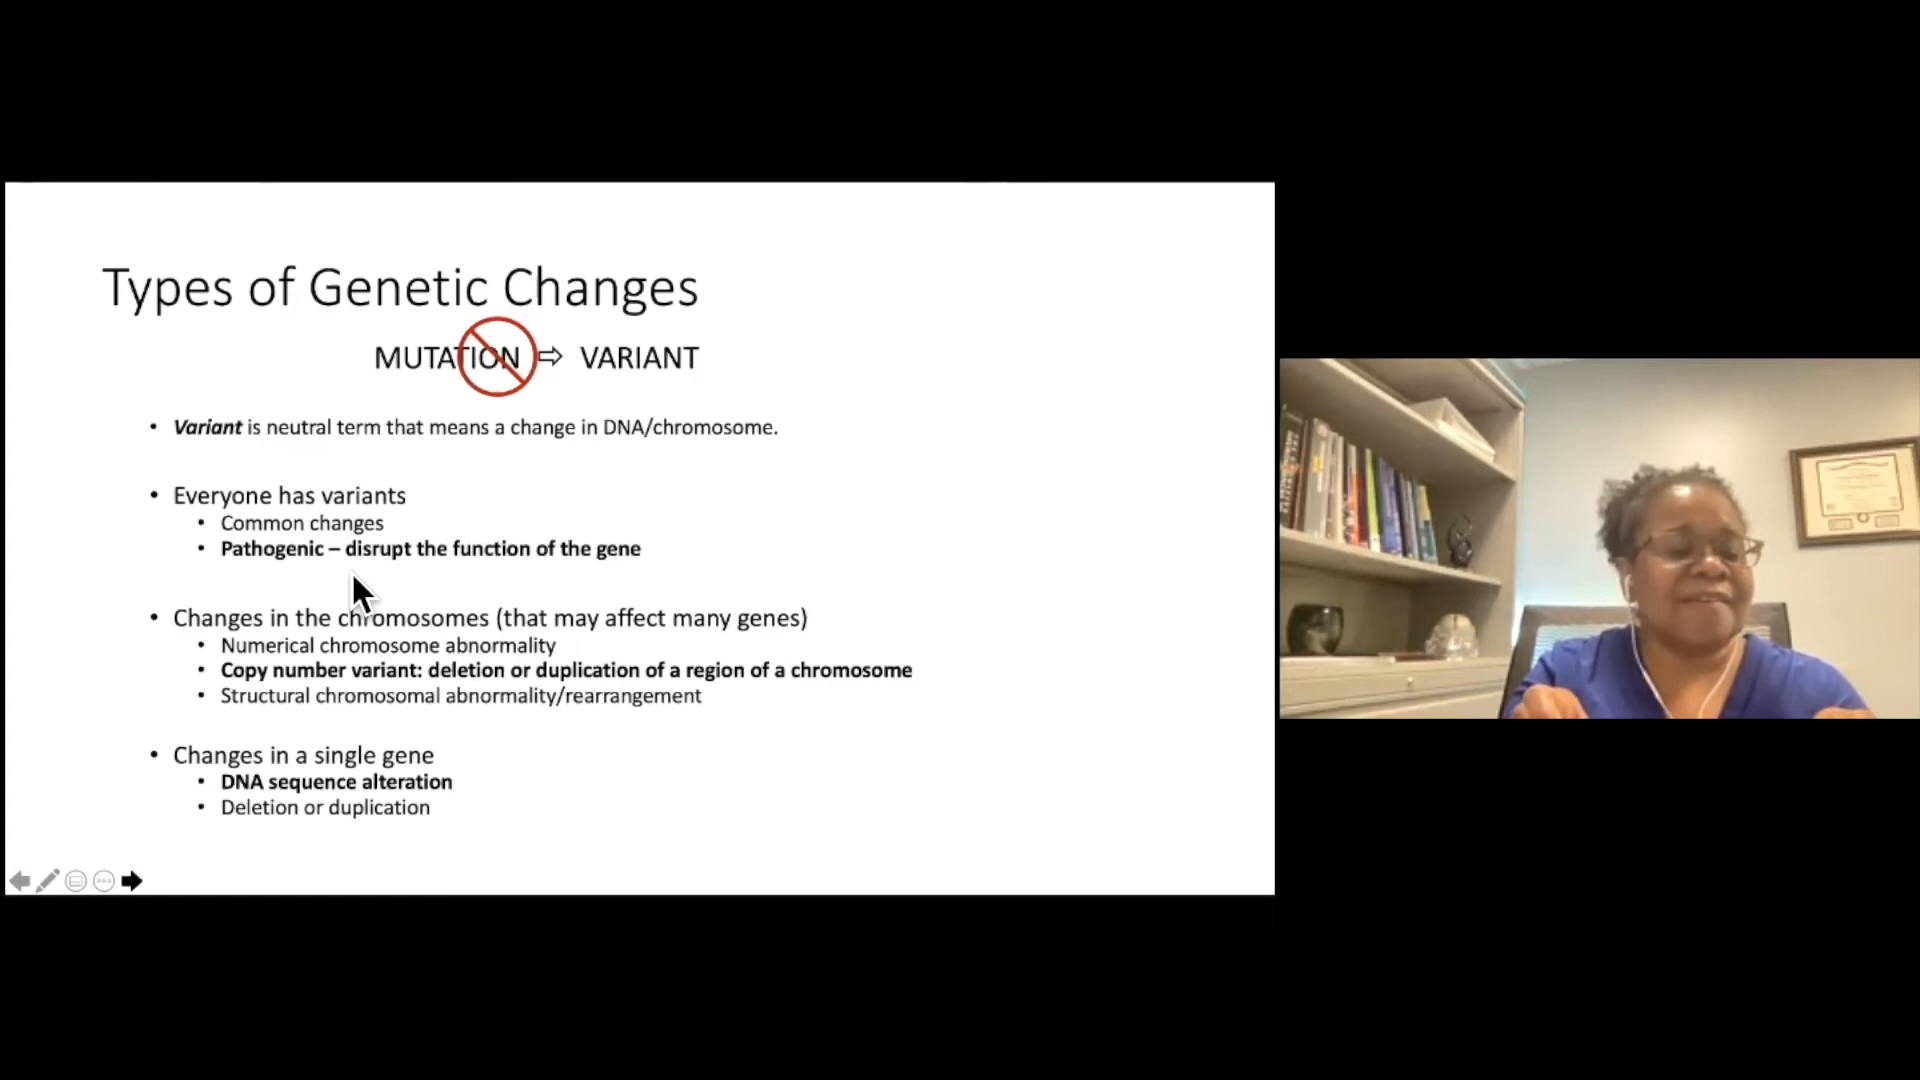 Types of Genetic Changes
MUTATION ⇨ VARIANT
• Variant is neutral term that means a change in DNA/chromosome.
• Everyone has variants
• Common changes
• Pathogenic – disrupt the function of the gene
• Changes in the chromosomes (that may affect many genes)
• Numerical chromosome abnormality
• Copy number variant: deletion or duplication of a region of a chromosome
• Structural chromosomal abnormality/rearrangement
• Changes in a single gene
• DNA sequence alteration
• Deletion or duplication